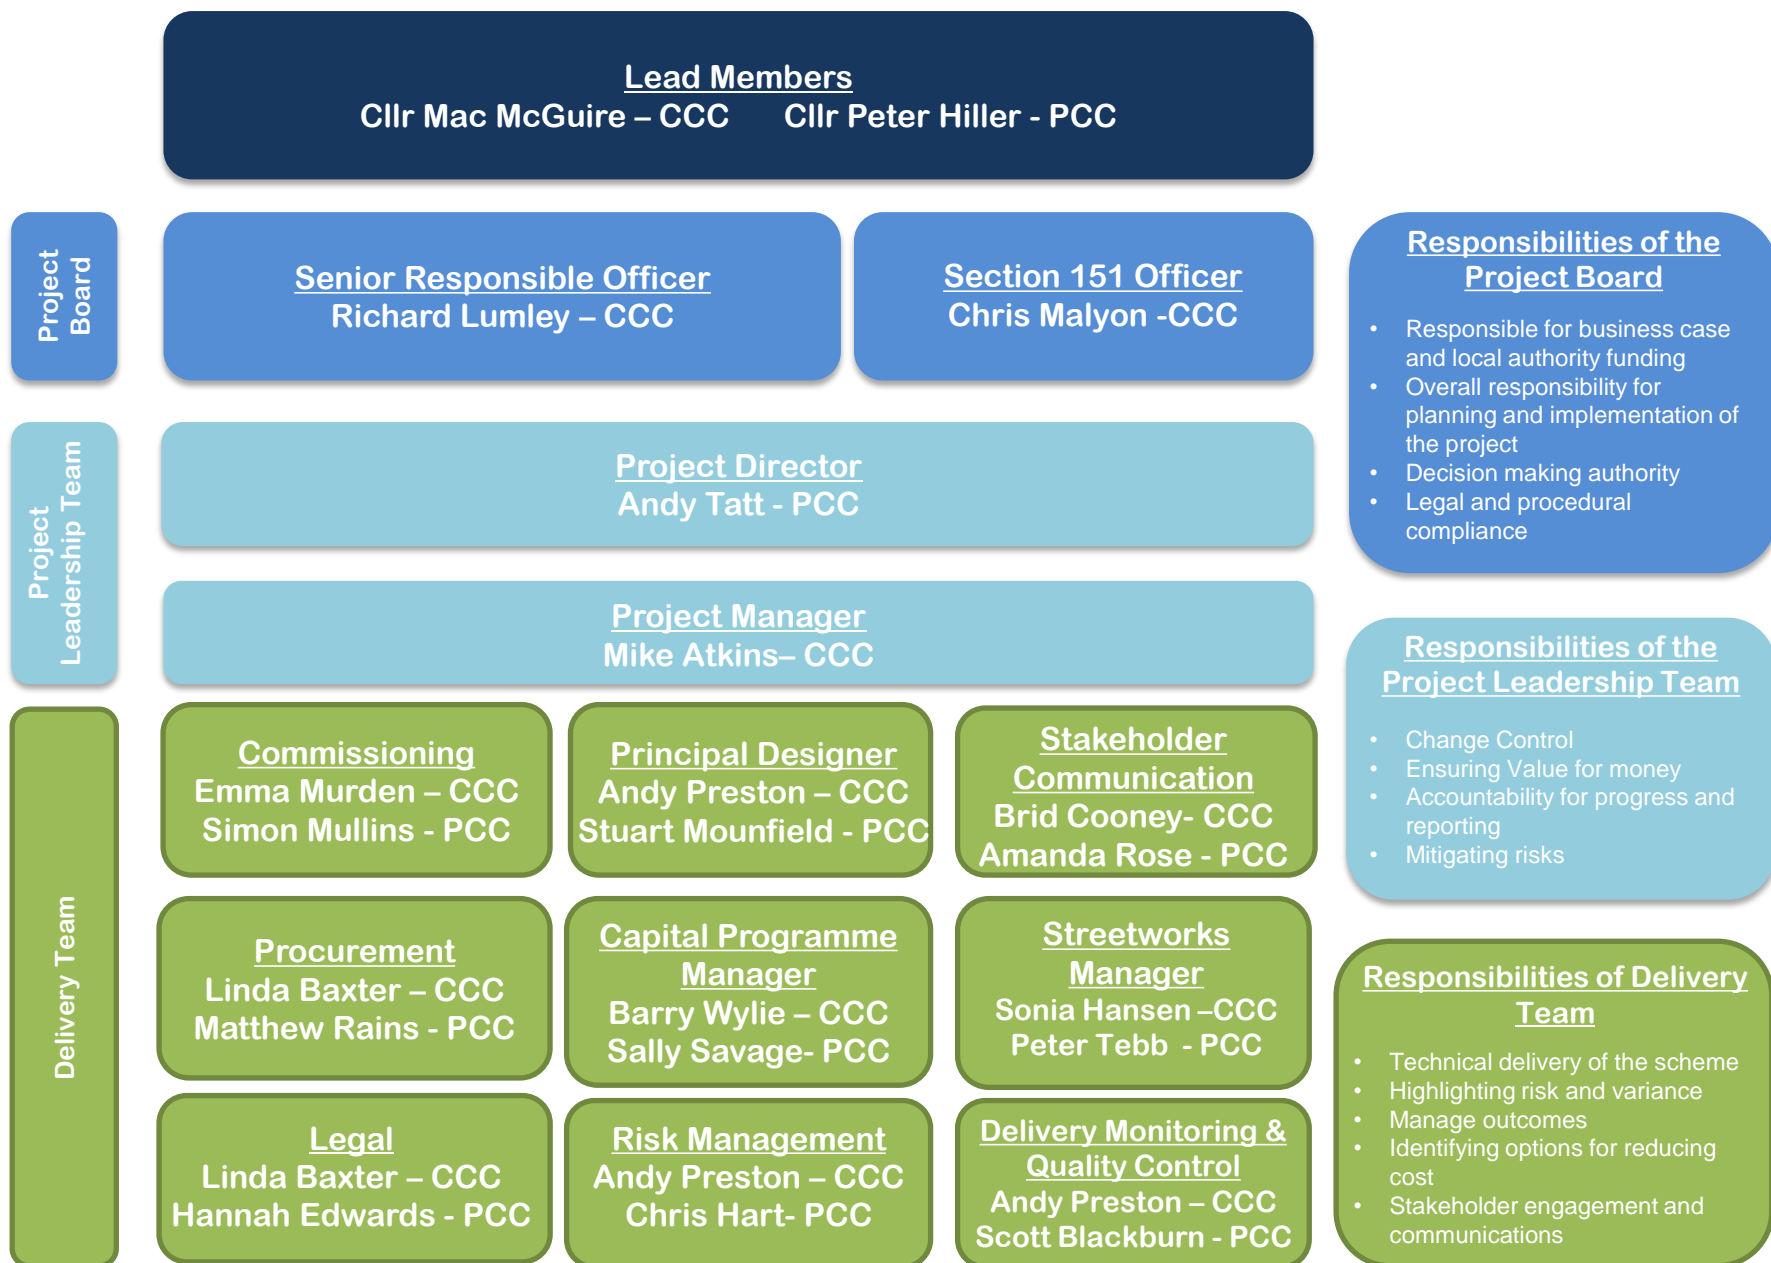 Lead Members
Cllr Mac McGuire – CCC Cllr Peter Hiller - PCC
Project
Board
Senior Responsible Officer
Richard Lumley – CCC
Section 151 Officer
Chris Malyon -CCC
Responsibilities of the
Project Board
• Responsible for business case
and local authority funding
• Overall responsibility for
planning and implementation of
the project
• Decision making authority
• Legal and procedural
compliance
Project
Leadership Team
Project Director
Andy Tatt - PCC
Project Manager
Mike Atkins– CCC
Responsibilities of the
Project Leadership Team
• Change Control
• Ensuring Value for money
• Accountability for progress and
reporting
• Mitigating risks
Delivery Team
Commissioning
Emma Murden – CCC
Simon Mullins - PCC
Principal Designer
Andy Preston – CCC
Stuart Mounfield - PCC
Stakeholder
Communication
Brid Cooney- CCC
Amanda Rose - PCC
Procurement
Linda Baxter – CCC
Matthew Rains - PCC
Capital Programme
Manager
Barry Wylie – CCC
Sally Savage- PCC
Streetworks
Manager
Sonia Hansen –CCC
Peter Tebb - PCC
Legal
Linda Baxter – CCC
Hannah Edwards - PCC
Risk Management
Andy Preston – CCC
Chris Hart- PCC
Delivery Monitoring &
Quality Control
Andy Preston – CCC
Scott Blackburn - PCC
Responsibilities of Delivery
Team
• Technical delivery of the scheme
• Highlighting risk and variance
• Manage outcomes
• Identifying options for reducing
cost
• Stakeholder engagement and
communications